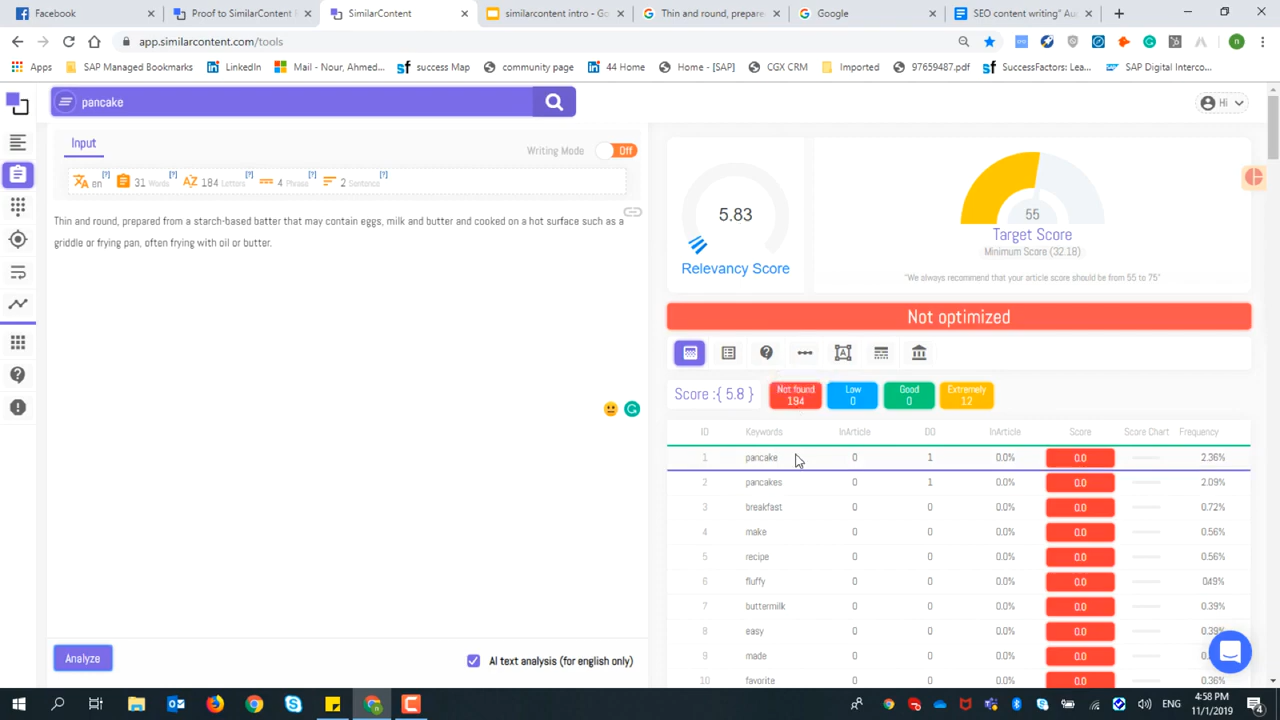 Facebook
Proof to SimilarContent
SimilarContent
similarcontent intro - Go
Thin and round, prepare
Google
SEO content writing" Au
app.similarcontent.com/tools
Apps
SAP Managed Bookmarks
LinkedIn
Mail - Nour, Ahmed...
success Map
community page
44 Home
Home - [SAP]
CGX CRM
Imported
97659487.pdf
SuccessFactors: Lea...
SAP Digital Interco...
pancake
Hi
Input
Writing Mode
Off
en [?] 31 Words [?] 184 Letters [?] 4 Phrase [?] 2 Sentence [?]
Thin and round, prepared from a starch-based batter that may contain eggs, milk and butter and cooked on a hot surface such as a
griddle or frying pan, often frying with oil or butter.
Analyze
AI text analysis (for english only)
5.83
Relevancy Score
55
Target Score
Minimum Score (32.18)
"We always recommend that your article score should be from 55 to 75"
Not optimized
Score :{ 5.8 }
Not found
194
Low
0
Good
0
Extremely
12
ID Keywords InArticle DQ InArticle Score Score Chart Frequency
1 pancake 0 1 0.0% 0.0 2.36%
2 pancakes 0 1 0.0% 0.0 2.09%
3 breakfast 0 0 0.0% 0.0 0.72%
4 make 0 0 0.0% 0.0 0.56%
5 recipe 0 0 0.0% 0.0 0.56%
6 fluffy 0 0 0.0% 0.0 0.49%
7 buttermilk 0 0 0.0% 0.0 0.39%
8 easy 0 0 0.0% 0.0 0.39%
9 made 0 0 0.0% 0.0
10 favorite 0 0 0.0% 0.0 0.36%
ENG
4:58 PM
11/1/2019
4